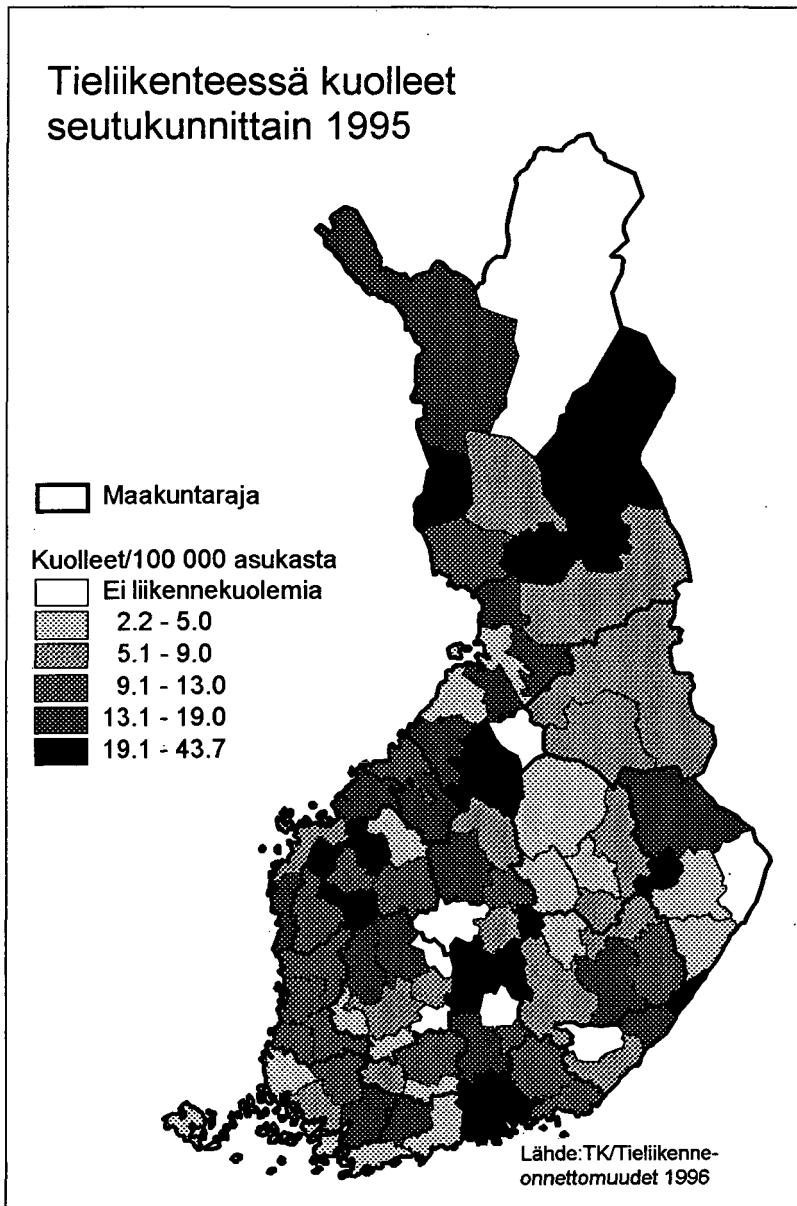 Tieliikenteessä kuolleet
seutukunnittain 1995
Maakuntaraja
Kuolleet/100 000 asukasta
Ei liikennekuolemia
2.2 - 5.0
5.1 - 9.0
9.1 - 13.0
13.1 - 19.0
19.1 - 43.7
Lähde:TK/Tieliikenne-
onnettomuudet 1996